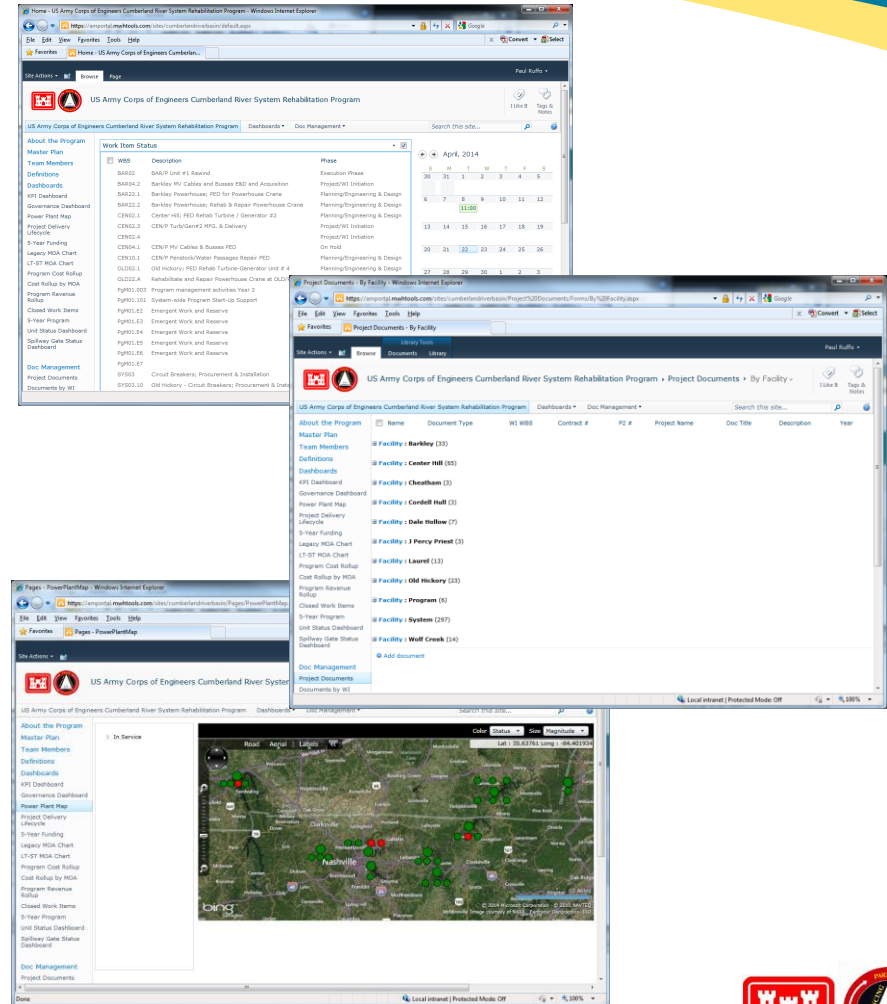 Home - US Army Corps of Engineers Cumberland River System Rehabilitation Program - Windows Internet Explorer
https://amportal.mwhtools.com/sites/cumberlandriverbasin/default.aspx
Google
File Edit View Favorites Tools Help
Convert Select
Favorites Home - US Army Corps of Engineers Cumberlan...
Paul Ruffo
Site Actions Browse Page
US Army Corps of Engineers Cumberland River System Rehabilitation Program
I Like It Tags & Notes
US Army Corps of Engineers Cumberland River System Rehabilitation Program Dashboards Doc Management Search this site...
About the Program
Master Plan
Team Members
Definitions
Dashboards
KPI Dashboard
Governance Dashboard
Power Plant Map
Project Delivery
Lifecycle
5-Year Funding
Legacy MOA Chart
LT-ST MOA Chart
Program Cost Rollup
Cost Rollup by MOA
Program Revenue
Rollup
Closed Work Items
5-Year Program
Unit Status Dashboard
Spillway Gate Status
Dashboard
Doc Management
Project Documents
Documents by WI
Work Item Status
WBS Description Phase
BAR02 BAR/P Unit #1 Rewind Execution Phase
BAR04.2 Barkley MV Cables and Busses E&D and Acquisition Project/WI Initiation
BAR22.1 Barkley Powerhouse; PED for Powerhouse Crane Planning/Engineering & Design
BAR22.2 Barkley Powerhouse; Rehab & Repair Powerhouse Crane Planning/Engineering & Design
CEN02.1 Center Hill; PED Rehab Turbine / Generator #2 Planning/Engineering & Design
CEN02.3 CEN/P Turb/Gen#2 MFG. & Delivery Project/WI Initiation
CEN02.4 Project/WI Initiation
CEN04.1 CEN/P MV Cables & Busses PED On Hold
CEN10.1 CEN/P Penstock/Water Passages Repair PED Planning/Engineering & Design
OLD02.1 Old Hickory; PED Rehab Turbine-Generator Unit # 4 Planning/Engineering & Design
OLD22.A Rehabilitate and Repair Powerhouse Crane at OLD/
PgM01.003 Program management activities Year 2
PgM01.101 System-wide Program Start-Up Support
PgM01.E2 Emergent Work and Reserve
PgM01.E3 Emergent Work and Reserve
PgM01.E4 Emergent Work and Reserve
PgM01.E5 Emergent Work and Reserve
PgM01.E6 Emergent Work and Reserve
PgM01.E7
SYS03 Circuit Breakers; Procurement & Installation
SYS03.10 Old Hickory - Circuit Breakers; Procurement & Insta
April, 2014
S M T W T F S
30 31 1 2 3 4 5
6 7 8 9 10 11 12
11:00
13 14 15 16 17 18 19
20 21 22 23 24 25 26
27 28 29 30 1 2 3
Project Documents - By Facility - Windows Internet Explorer
https://amportal.mwhtools.com/sites/cumberlandriverbasin/Project%20Documents/Forms/By%20Facility.aspx
Google
File Edit View Favorites Tools Help
Convert Select
Favorites Project Documents - By Facility
Library Tools
Paul Ruffo
Site Actions Browse Documents Library
US Army Corps of Engineers Cumberland River System Rehabilitation Program Project Documents By Facility
I Like It Tags & Notes
US Army Corps of Engineers Cumberland River System Rehabilitation Program Dashboards Doc Management Search this site...
About the Program
Master Plan
Team Members
Definitions
Dashboards
KPI Dashboard
Governance Dashboard
Power Plant Map
Project Delivery
Lifecycle
5-Year Funding
Legacy MOA Chart
LT-ST MOA Chart
Program Cost Rollup
Cost Rollup by MOA
Program Revenue
Rollup
Closed Work Items
5-Year Program
Unit Status Dashboard
Spillway Gate Status
Dashboard
Doc Management
Project Documents
Documents by WI
Name Document Type WI WBS Contract # P2 # Project Name Doc Title Description Year
Facility : Barkley (33)
Facility : Center Hill (65)
Facility : Cheatham (3)
Facility : Cordell Hull (3)
Facility : Dale Hollow (7)
Facility : J Percy Priest (3)
Facility : Laurel (13)
Facility : Old Hickory (23)
Facility : Program (6)
Facility : System (297)
Facility : Wolf Creek (14)
Add document
Local intranet | Protected Mode: Off 100%
Pages - PowerPlantMap - Windows Internet Explorer
https://amportal.mwhtools.com/sites/cumberlandriverbasin/Pages/PowerPlantMap.
File Edit View Favorites Tools Help
Favorites Pages - PowerPlantMap
Site Actions
US Army Corps of Engineers Cumberland River System
US Army Corps of Engineers Cumberland River System Rehabilitation Program Dashboards Doc Management Search this site...
About the Program
Master Plan
Team Members
Definitions
Dashboards
KPI Dashboard
Governance Dashboard
Power Plant Map
Project Delivery
Lifecycle
5-Year Funding
Legacy MOA Chart
LT-ST MOA Chart
Program Cost Rollup
Cost Rollup by MOA
Program Revenue
Rollup
Closed Work Items
5-Year Program
Unit Status Dashboard
Spillway Gate Status
Dashboard
Doc Management
Project Documents
In Service
Color Status Size Magnitude
Road Aerial Labels
Lat : 35.63761 Long : -84.401934
Bowling Green
Hopkinsville
Clarksville
Gallatin
Nashville
Lebanon
Murfreesboro
Franklin
Smyrna
Crossville
bing
Done
Local intranet | Protected Mode: Off 100%